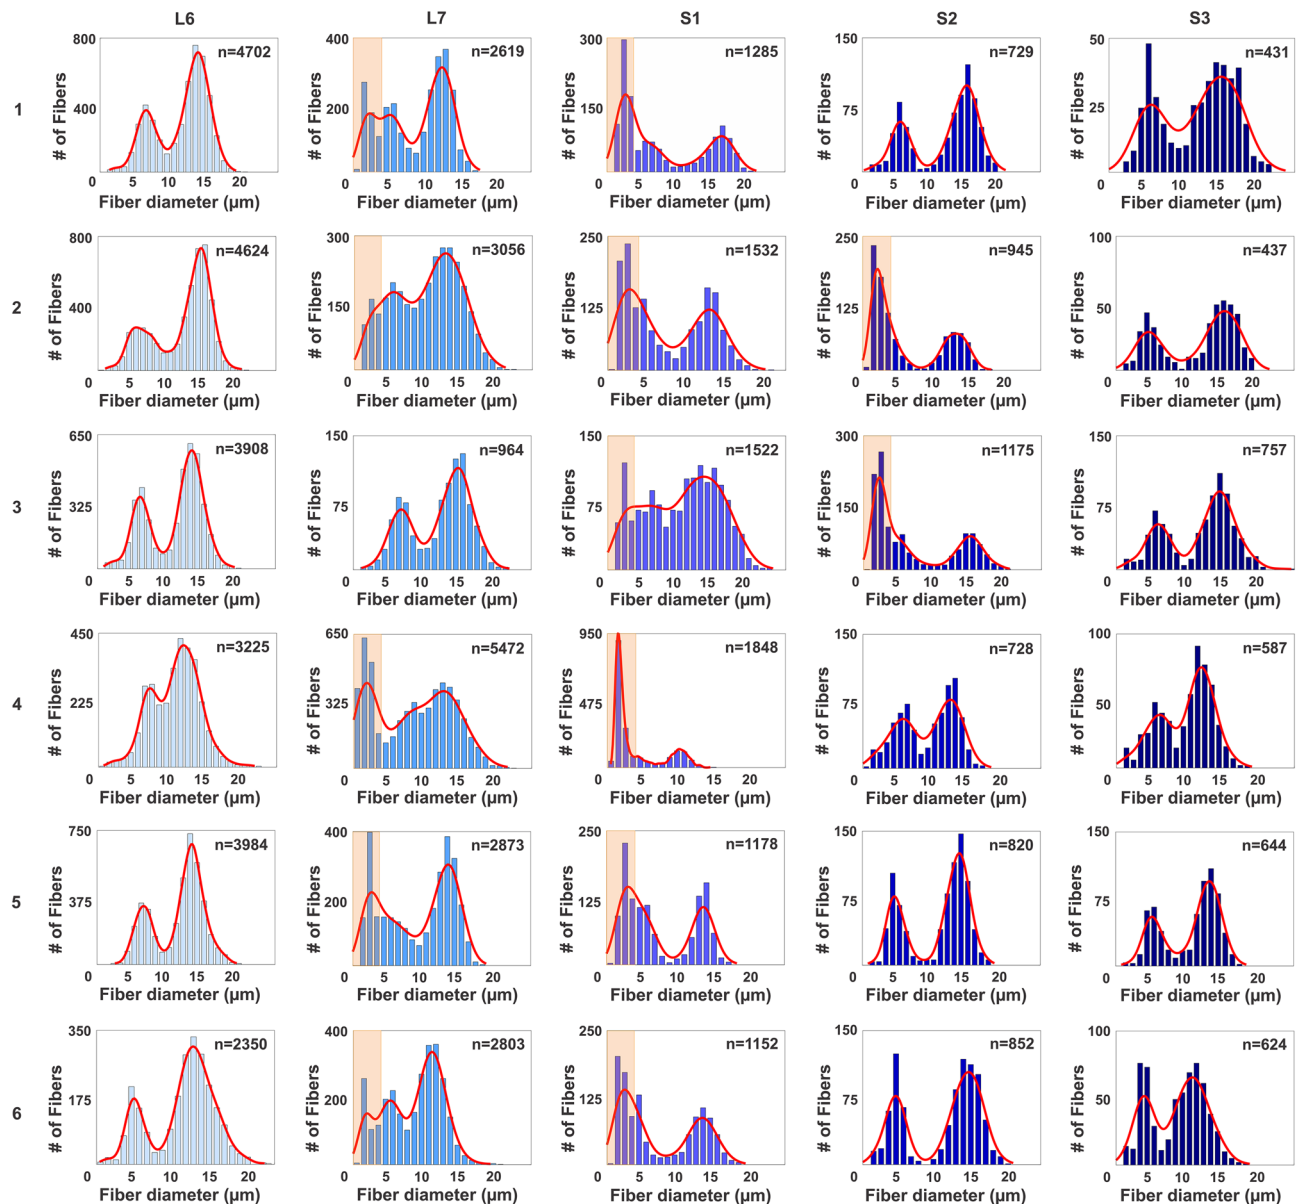 L6 L7 S1 S2 S3
1
# of Fibers 800 400 0 5 10 15 20 Fiber diameter (µm) n=4702
# of Fibers 400 200 0 5 10 15 20 Fiber diameter (µm) n=2619
# of Fibers 300 150 0 5 10 15 20 Fiber diameter (µm) n=1285
# of Fibers 150 75 0 5 10 15 20 Fiber diameter (µm) n=729
# of Fibers 50 25 0 5 10 15 20 Fiber diameter (µm) n=431
2
# of Fibers 800 400 0 5 10 15 20 Fiber diameter (µm) n=4624
# of Fibers 300 150 0 5 10 15 20 Fiber diameter (µm) n=3056
# of Fibers 250 125 0 5 10 15 20 Fiber diameter (µm) n=1532
# of Fibers 250 125 0 5 10 15 20 Fiber diameter (µm) n=945
# of Fibers 100 50 0 5 10 15 20 Fiber diameter (µm) n=437
3
# of Fibers 650 325 0 5 10 15 20 Fiber diameter (µm) n=3908
# of Fibers 150 75 0 5 10 15 20 Fiber diameter (µm) n=964
# of Fibers 150 75 0 5 10 15 20 Fiber diameter (µm) n=1522
# of Fibers 300 150 0 5 10 15 20 Fiber diameter (µm) n=1175
# of Fibers 150 75 0 5 10 15 20 Fiber diameter (µm) n=757
4
# of Fibers 450 225 0 5 10 15 20 Fiber diameter (µm) n=3225
# of Fibers 650 325 0 5 10 15 20 Fiber diameter (µm) n=5472
# of Fibers 950 475 0 5 10 15 20 Fiber diameter (µm) n=1848
# of Fibers 150 75 0 5 10 15 20 Fiber diameter (µm) n=728
# of Fibers 100 50 0 5 10 15 20 Fiber diameter (µm) n=587
5
# of Fibers 750 375 0 5 10 15 20 Fiber diameter (µm) n=3984
# of Fibers 400 200 0 5 10 15 20 Fiber diameter (µm) n=2873
# of Fibers 250 125 0 5 10 15 20 Fiber diameter (µm) n=1178
# of Fibers 150 75 0 5 10 15 20 Fiber diameter (µm) n=820
# of Fibers 150 75 0 5 10 15 20 Fiber diameter (µm) n=644
6
# of Fibers 350 175 0 5 10 15 20 Fiber diameter (µm) n=2350
# of Fibers 400 200 0 5 10 15 20 Fiber diameter (µm) n=2803
# of Fibers 250 125 0 5 10 15 20 Fiber diameter (µm) n=1152
# of Fibers 150 75 0 5 10 15 20 Fiber diameter (µm) n=852
# of Fibers 100 50 0 5 10 15 20 Fiber diameter (µm) n=624